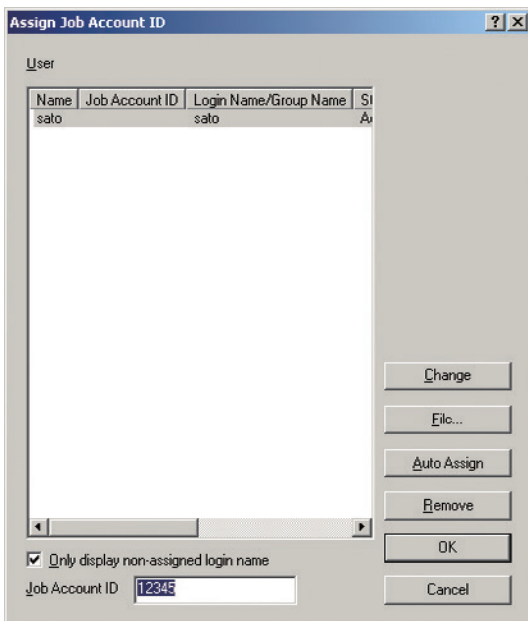 Assign Job Account ID
User
Name Job Account ID Login Name/Group Name
sato sato
Change
File...
Auto Assign
Remove
OK
Only display non-assigned login name
Job Account ID 12345
Cancel